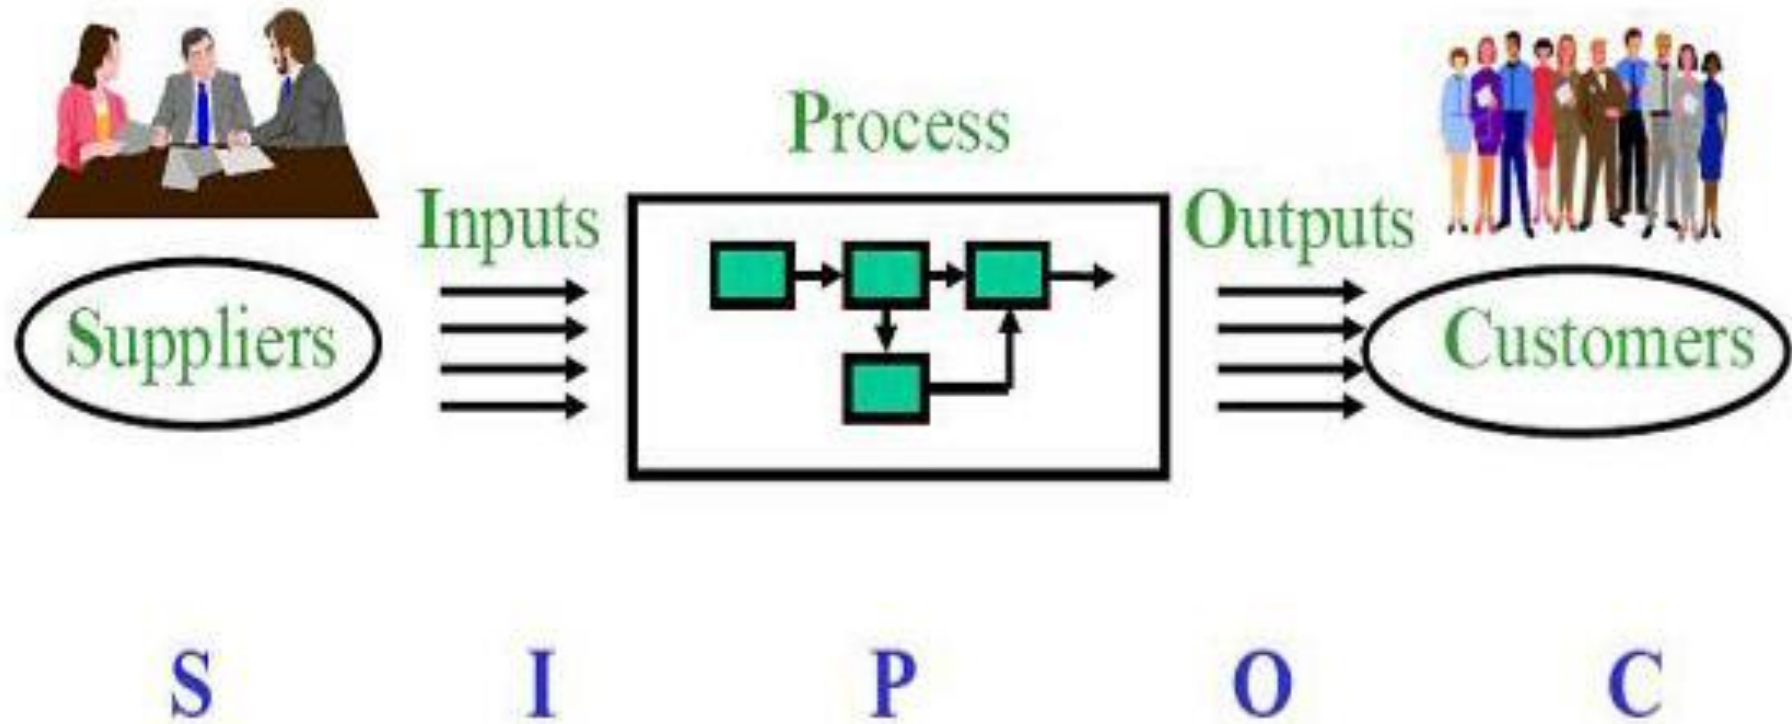 Process
Inputs
Outputs
Suppliers
Customers
S I P O C